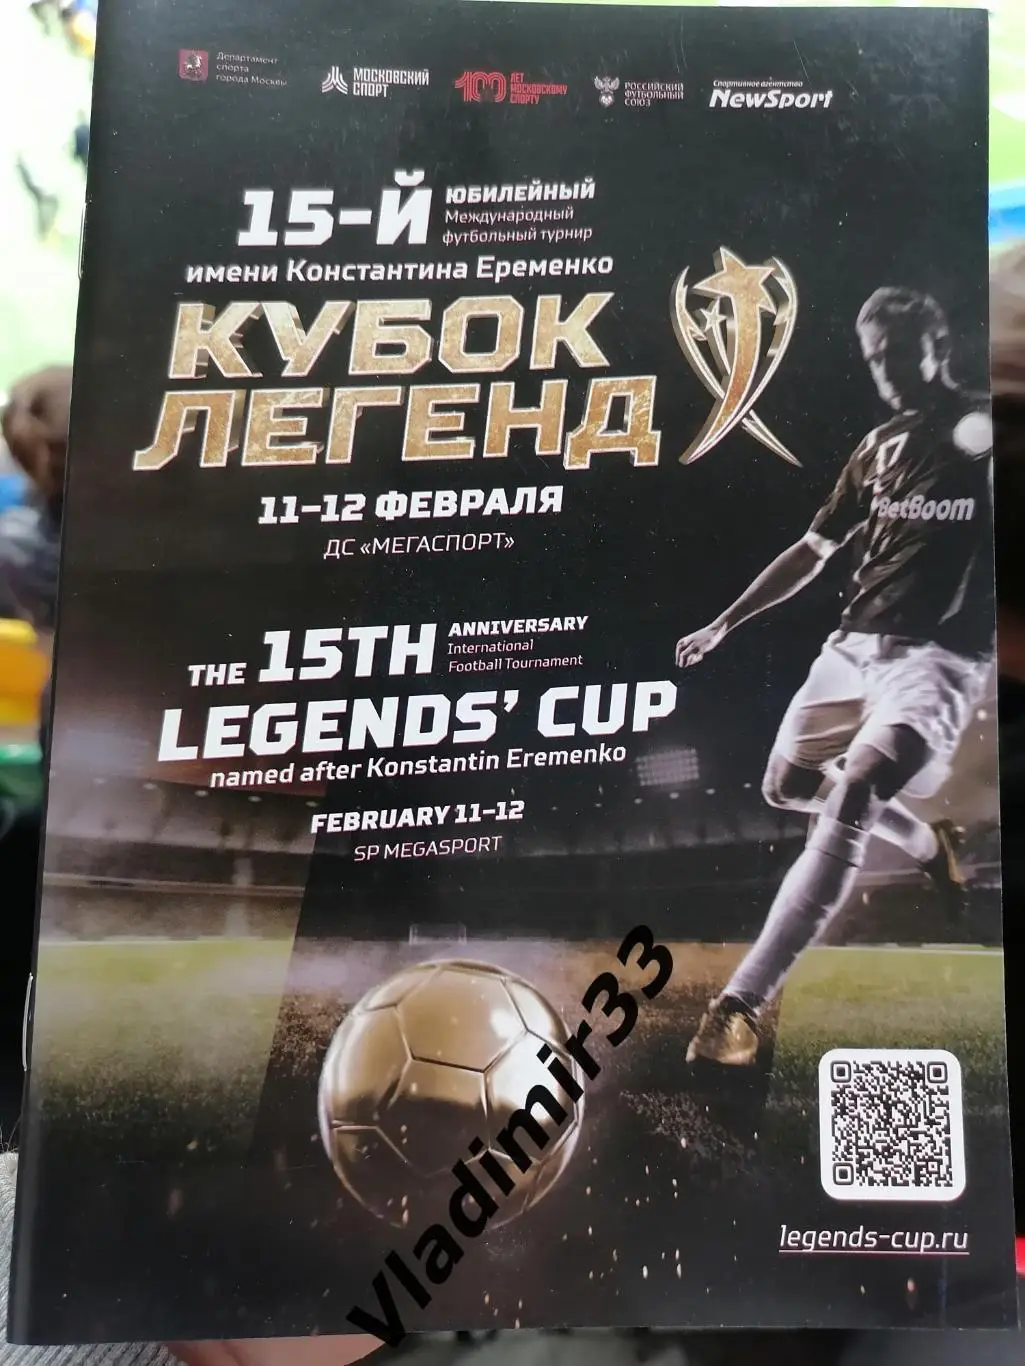 Департамент
спорта
города Москвы
МОСКОВСКИЙ
СПОРТ
100 ЛЕТ
МОСКОВСКОМУ
СПОРТУ
РОССИЙСКИЙ
ФУТБОЛЬНЫЙ
СОЮЗ
Спортивное агентство
NewSport
15-Й ЮБИЛЕЙНЫЙ
Международный
футбольный турнир
имени Константина Еременко
КУБОК
ЛЕГЕНД
11-12 ФЕВРАЛЯ
ДС «МЕГАСПОРТ»
17
BetBoom
THE 15TH ANNIVERSARY
International
Football Tournament
LEGENDS' CUP
named after Konstantin Eremenko
FEBRUARY 11-12
SP MEGASPORT
Vladimir33
legends-cup.ru